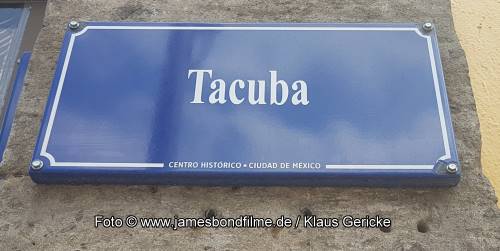 Tacuba
CENTRO HISTÓRICO • CIUDAD DE MÉXICO
Foto © www.jamesbondfilme.de / Klaus Gericke